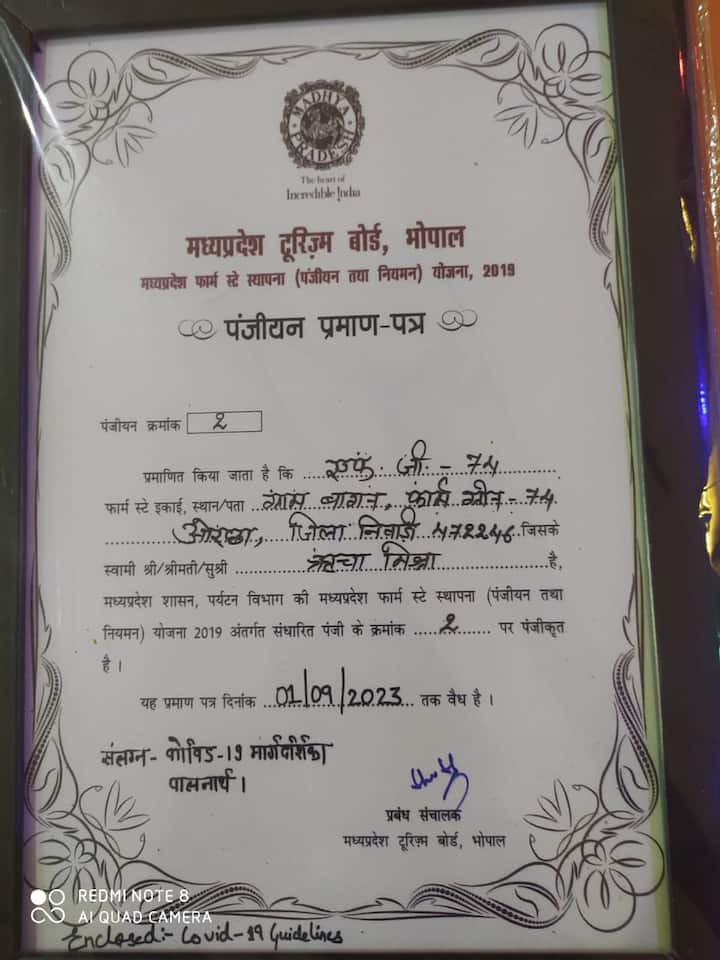 MADHYA PRADESH
The heart of
Incredible !ndia
मध्यप्रदेश टूरिज़्म बोर्ड, भोपाल
मध्यप्रदेश फार्म स्टे स्थापना (पंजीयन तथा नियमन) योजना, 2019
पंजीयन प्रमाण-पत्र
पंजीयन क्रमांक 2
प्रमाणित किया जाता है कि एफ. जी. - 74
फार्म स्टे इकाई, स्थान/पता फार्म ग्रीन - 74
ओरछा, जिला निवाड़ी 472246 जिसके
स्वामी श्री/श्रीमती/सुश्री ऋचा मिश्रा है,
मध्यप्रदेश शासन, पर्यटन विभाग की मध्यप्रदेश फार्म स्टे स्थापना (पंजीयन तथा
नियमन) योजना 2019 अंतर्गत संधारित पंजी के क्रमांक 2 पर पंजीकृत
है ।
यह प्रमाण पत्र दिनांक 01/09/2023 तक वैध है ।
संलग्न - कोविड-19 मार्गदर्शिका
पालनार्थ ।
प्रबंध संचालक
मध्यप्रदेश टूरिज़्म बोर्ड, भोपाल
REDMI NOTE 8
AI QUAD CAMERA
Enclosed:- Covid-19 Guidelines